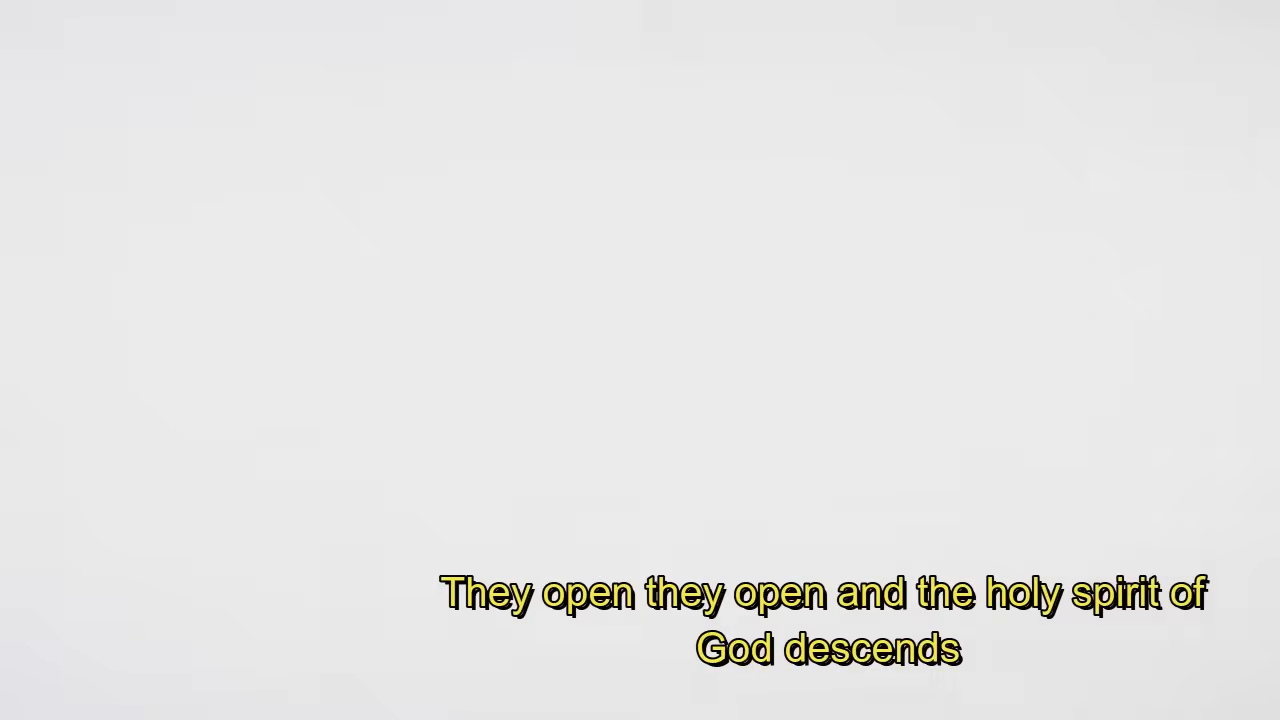 They open they open and the holy spirit of
God descends